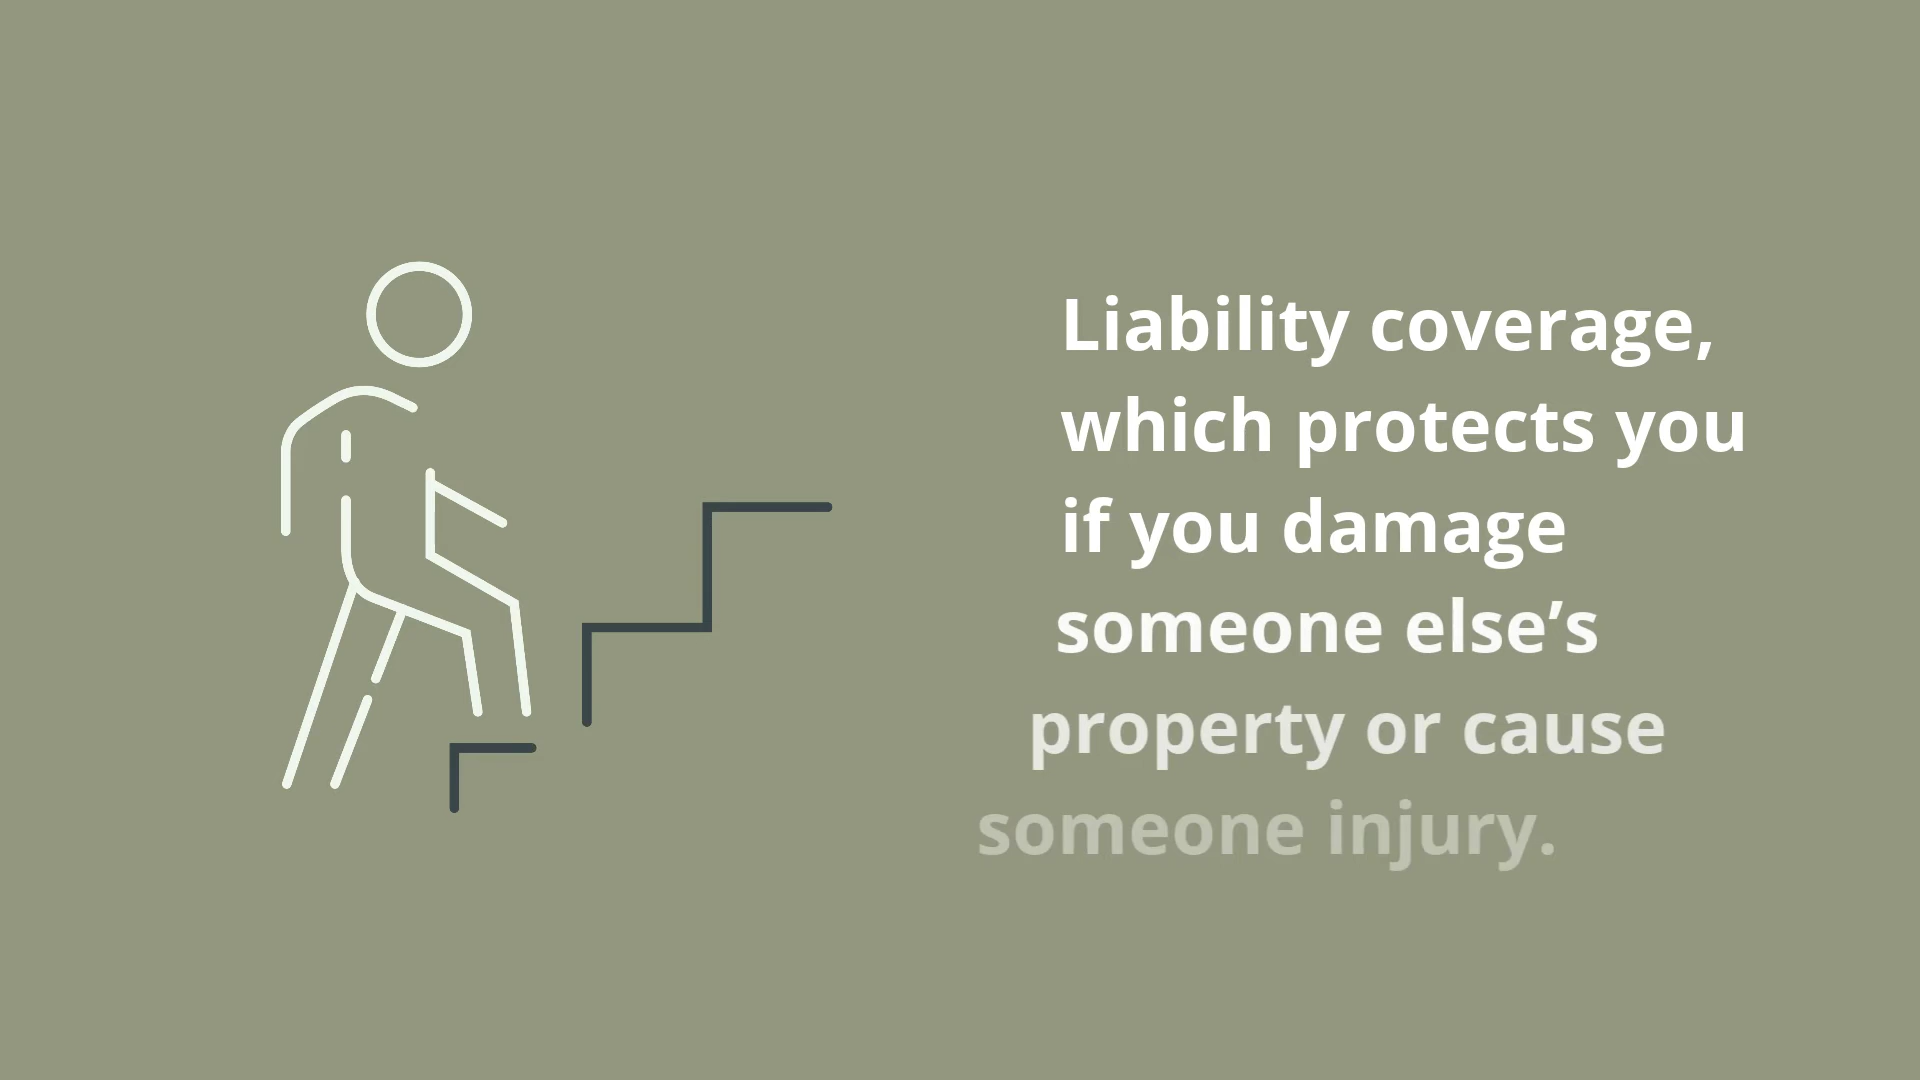 Liability coverage,
which protects you
if you damage
someone else’s
property or cause
someone injury.